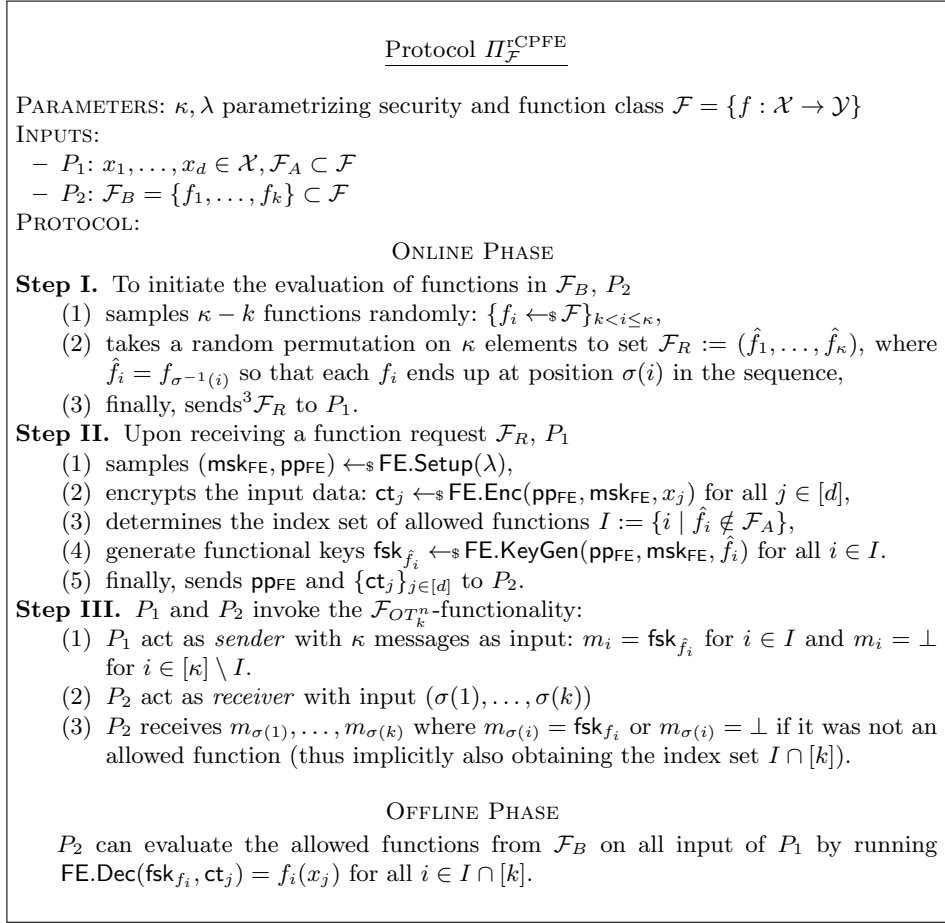 Protocol Π_ℱ^rCPFE
PARAMETERS: κ, λ parametrizing security and function class ℱ = {f : 𝒳 → 𝒴}
INPUTS:
– P₁: x₁, . . . , x_d ∈ 𝒳, ℱ_A ⊂ ℱ
– P₂: ℱ_B = {f₁, . . . , f_k} ⊂ ℱ
PROTOCOL:
ONLINE PHASE
Step I. To initiate the evaluation of functions in ℱ_B, P₂
(1) samples κ − k functions randomly: {f_i ←$ ℱ}_{k<i≤κ},
(2) takes a random permutation on κ elements to set ℱ_R := (f̂₁, . . . , f̂_κ), where
f̂_i = f_{σ⁻¹(i)} so that each f_i ends up at position σ(i) in the sequence,
(3) finally, sends³ℱ_R to P₁.
Step II. Upon receiving a function request ℱ_R, P₁
(1) samples (msk_FE, pp_FE) ←$ FE.Setup(λ),
(2) encrypts the input data: ct_j ←$ FE.Enc(pp_FE, msk_FE, x_j) for all j ∈ [d],
(3) determines the index set of allowed functions I := {i | f̂_i ∉ ℱ_A},
(4) generate functional keys fsk_{f̂_i} ←$ FE.KeyGen(pp_FE, msk_FE, f̂_i) for all i ∈ I.
(5) finally, sends pp_FE and {ct_j}_{j∈[d]} to P₂.
Step III. P₁ and P₂ invoke the ℱ_{OT_k^n}-functionality:
(1) P₁ act as sender with κ messages as input: m_i = fsk_{f̂_i} for i ∈ I and m_i = ⊥
for i ∈ [κ] \ I.
(2) P₂ act as receiver with input (σ(1), . . . , σ(k))
(3) P₂ receives m_{σ(1)}, . . . , m_{σ(k)} where m_{σ(i)} = fsk_{f_i} or m_{σ(i)} = ⊥ if it was not an
allowed function (thus implicitly also obtaining the index set I ∩ [k]).
OFFLINE PHASE
P₂ can evaluate the allowed functions from ℱ_B on all input of P₁ by running
FE.Dec(fsk_{f_i}, ct_j) = f_i(x_j) for all i ∈ I ∩ [k].